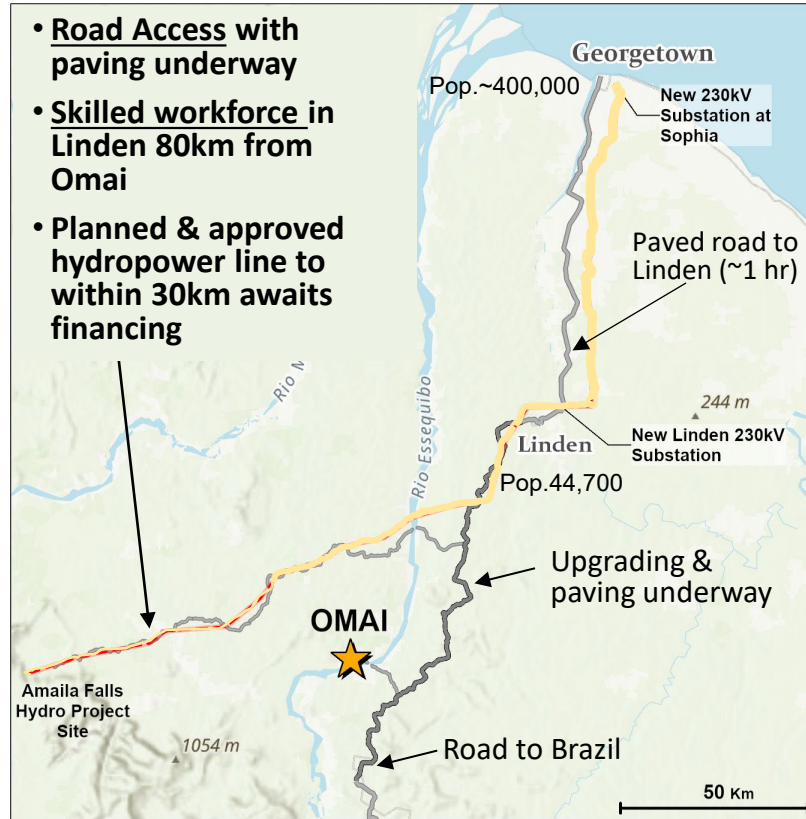 • Road Access with
paving underway
• Skilled workforce in
Linden 80km from
Omai
• Planned & approved
hydropower line to
within 30km awaits
financing
Georgetown
Pop.~400,000
New 230kV
Substation at
Sophia
Paved road to
Linden (~1 hr)
Rio Essequibo
244 m
Linden
New Linden 230kV
Substation
Pop.44,700
Upgrading &
paving underway
OMAI
Amaila Falls
Hydro Project
Site
1054 m
Road to Brazil
50 Km